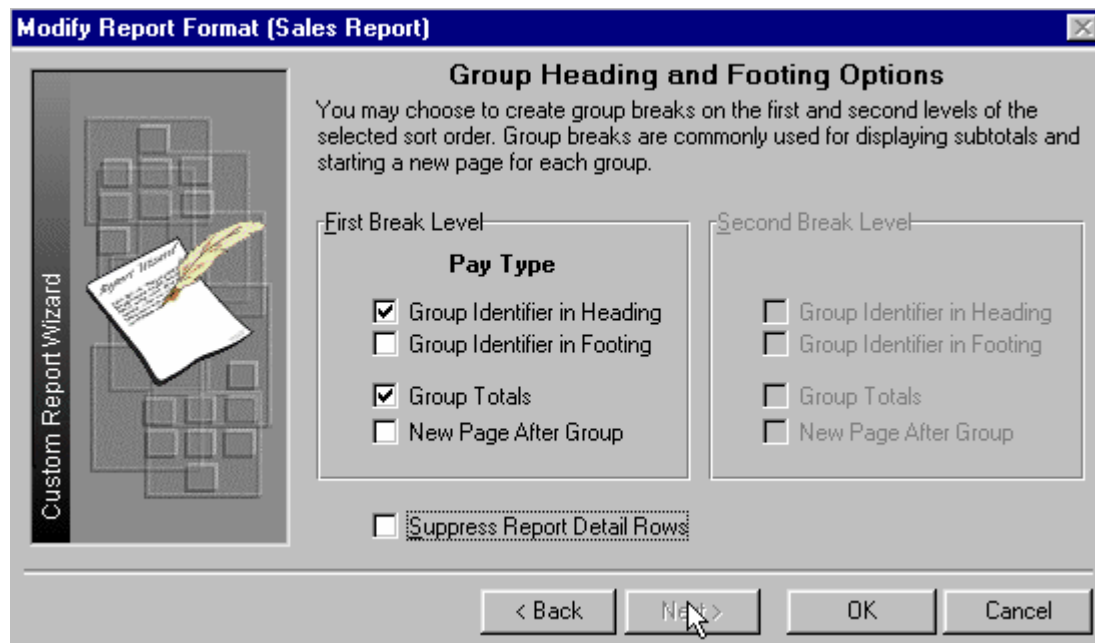 Modify Report Format (Sales Report)
Custom Report Wizard
Group Heading and Footing Options
You may choose to create group breaks on the first and second levels of the
selected sort order. Group breaks are commonly used for displaying subtotals and
starting a new page for each group.
First Break Level
Pay Type
Group Identifier in Heading
Group Identifier in Footing
Group Totals
New Page After Group
Second Break Level
Group Identifier in Heading
Group Identifier in Footing
Group Totals
New Page After Group
Suppress Report Detail Rows
< Back
Next >
OK
Cancel